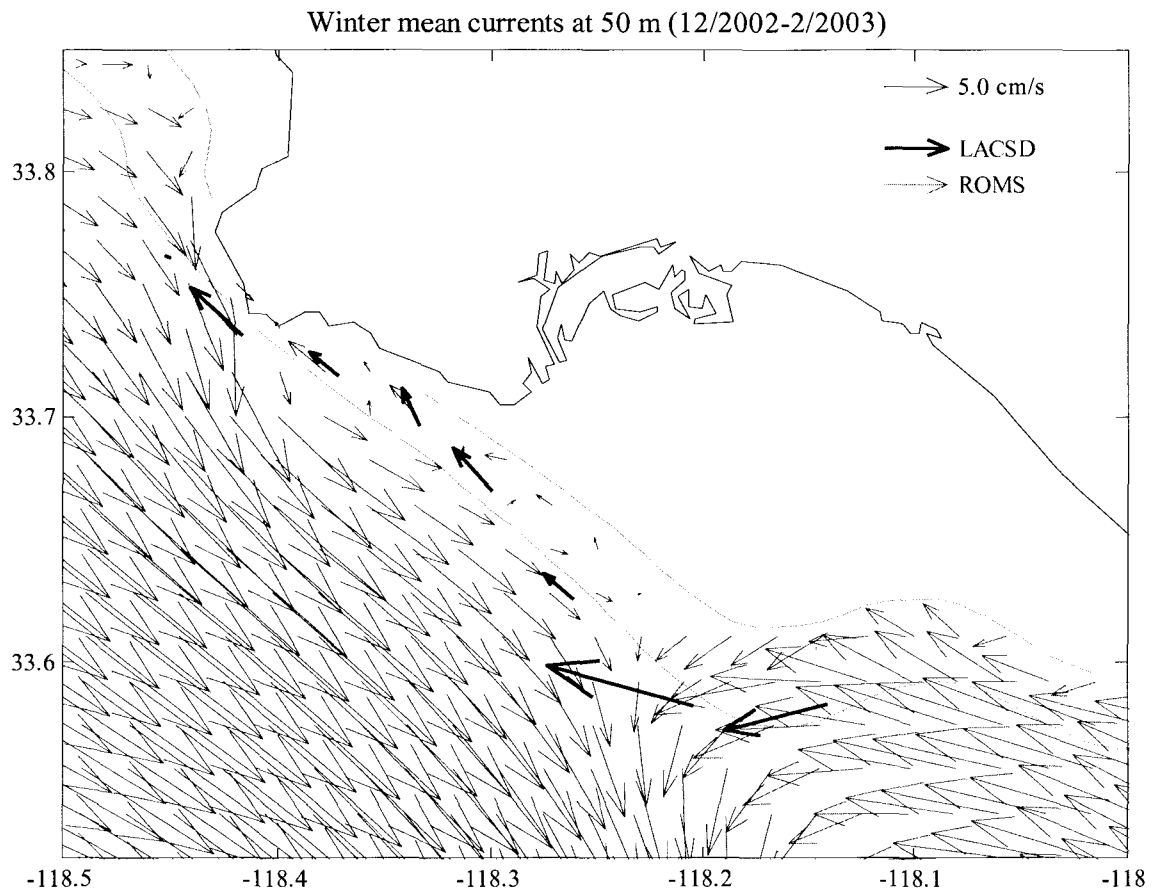 Winter mean currents at 50 m (12/2002-2/2003)
5.0 cm/s
LACSD
ROMS
33.8
33.7
33.6
-118.5
-118.4
-118.3
-118.2
-118.1
-118